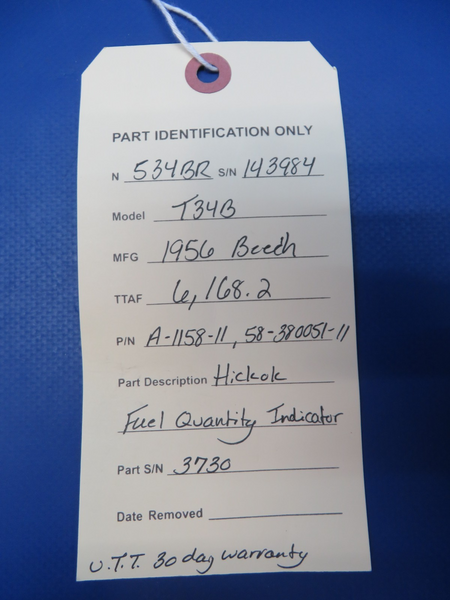 PART IDENTIFICATION ONLY
N 534BR S/N 143984
Model T34B
MFG 1956 Beech
TTAF 6,168.2
P/N A-1158-11, 58-380051-11
Part Description Hickok
Fuel Quantity Indicator
Part S/N 3730
Date Removed
U.T.T. 30 day warranty